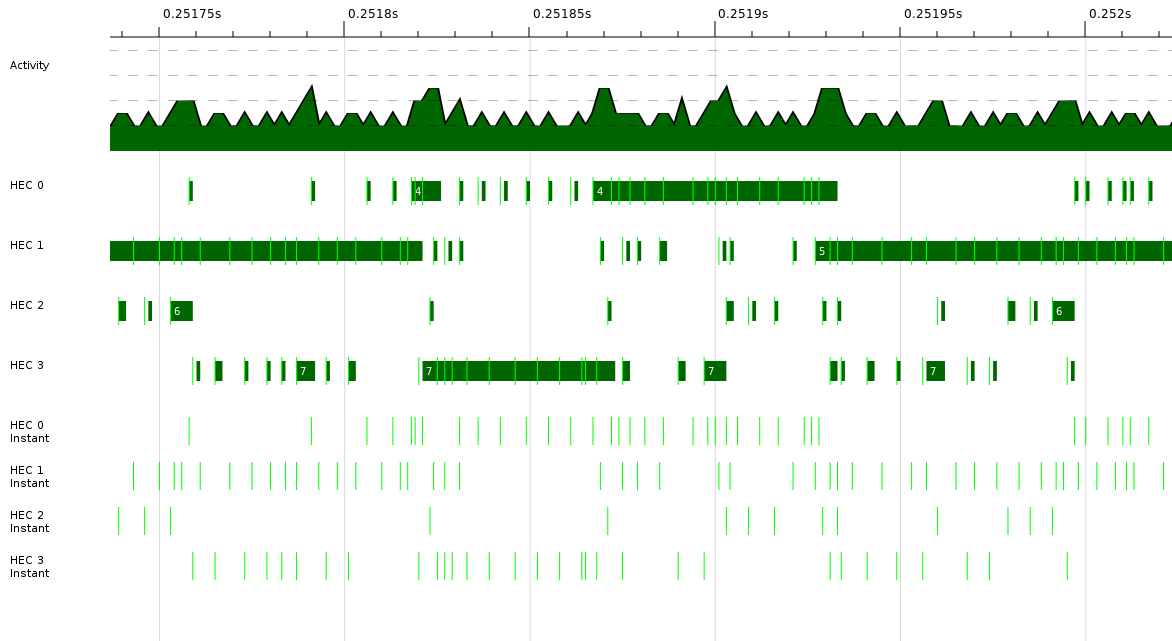 0.25175s 0.2518s 0.25185s 0.2519s 0.25195s 0.252s
Activity
HEC 0
4 4
HEC 1
5
HEC 2
6 6
HEC 3
7 7 7 7
HEC 0
Instant
HEC 1
Instant
HEC 2
Instant
HEC 3
Instant